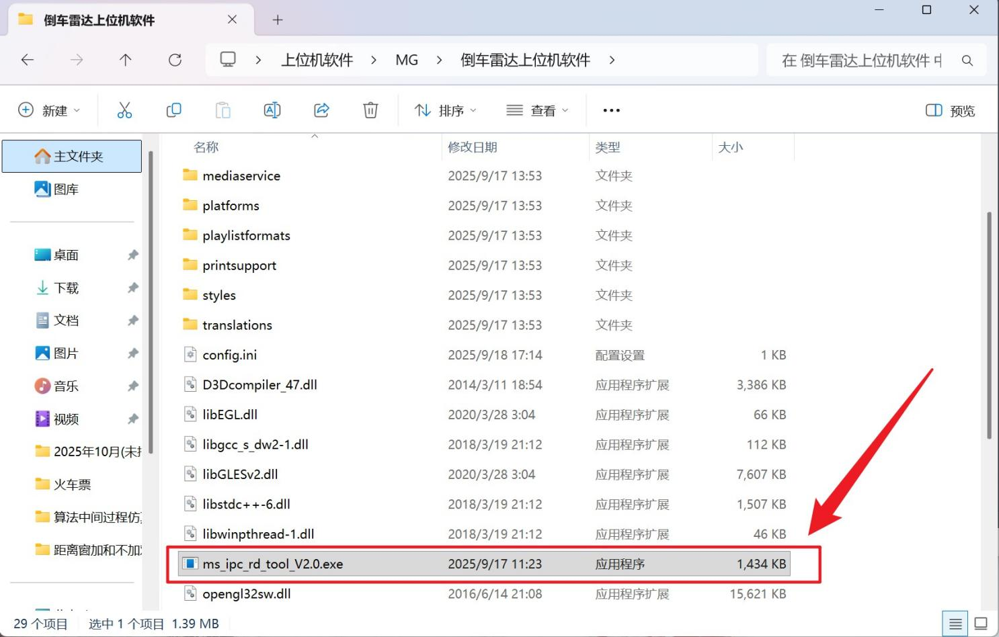 倒车雷达上位机软件
上位机软件 MG 倒车雷达上位机软件
在 倒车雷达上位机软件 中
新建 排序 查看 预览
主文件夹
图库
桌面
下载
文档
图片
音乐
视频
2025年10月(未
火车票
算法中间过程仿
距离窗加和不加
名称 修改日期 类型 大小
mediaservice 2025/9/17 13:53 文件夹
platforms 2025/9/17 13:53 文件夹
playlistformats 2025/9/17 13:53 文件夹
printsupport 2025/9/17 13:53 文件夹
styles 2025/9/17 13:53 文件夹
translations 2025/9/17 13:53 文件夹
config.ini 2025/9/18 17:14 配置设置 1 KB
D3Dcompiler_47.dll 2014/3/11 18:54 应用程序扩展 3,386 KB
libEGL.dll 2020/3/28 3:04 应用程序扩展 66 KB
libgcc_s_dw2-1.dll 2018/3/19 21:12 应用程序扩展 112 KB
libGLESv2.dll 2020/3/28 3:04 应用程序扩展 7,607 KB
libstdc++-6.dll 2018/3/19 21:12 应用程序扩展 1,507 KB
libwinpthread-1.dll 2018/3/19 21:12 应用程序扩展 46 KB
ms_ipc_rd_tool_V2.0.exe 2025/9/17 11:23 应用程序 1,434 KB
opengl32sw.dll 2016/6/14 21:08 应用程序扩展 15,621 KB
29 个项目 选中 1 个项目 1.39 MB